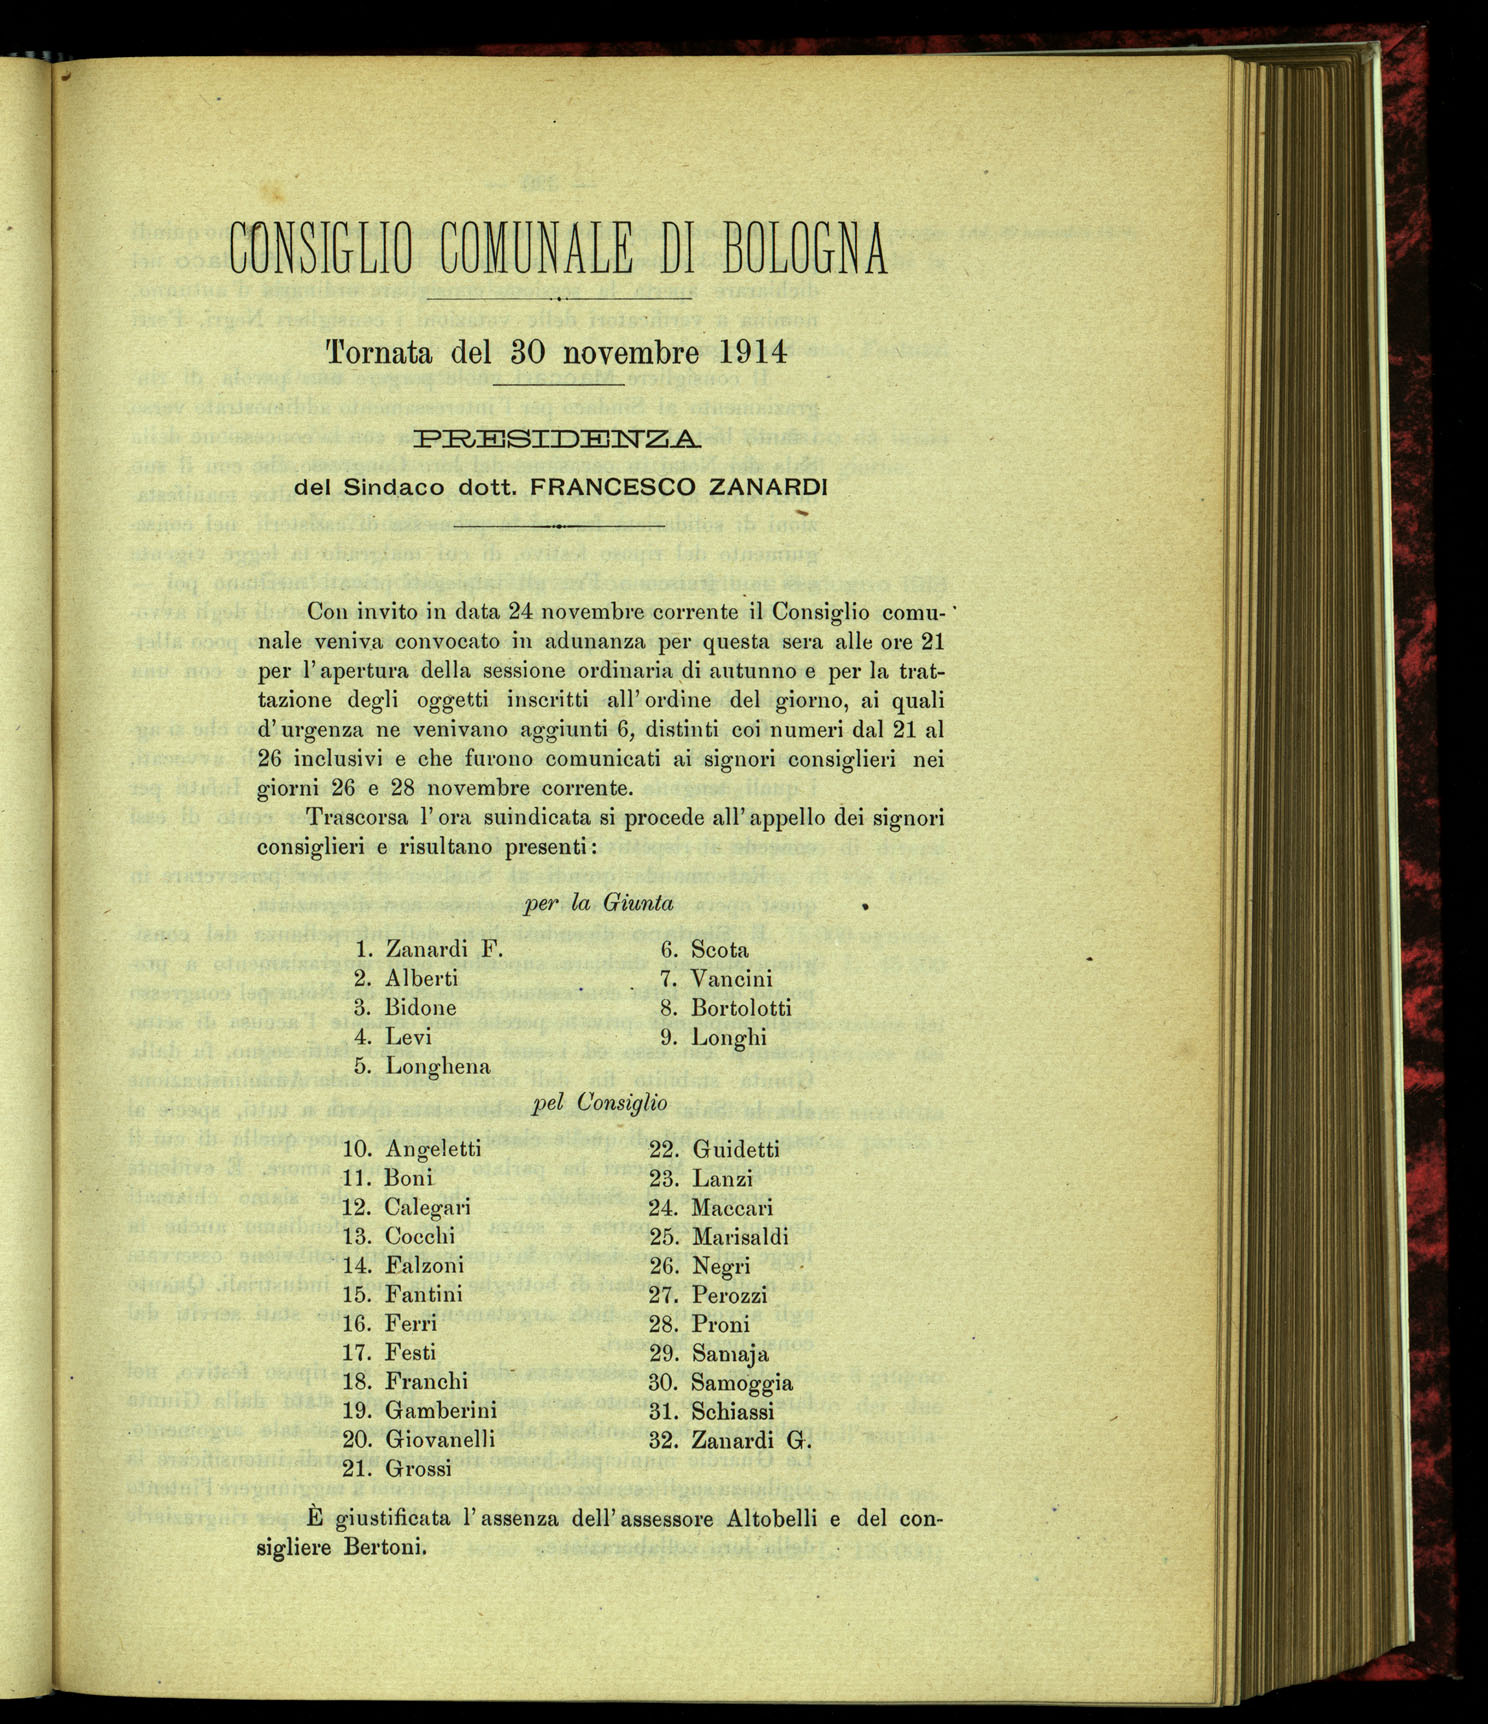 CONSIGLIO COMUNALE DI BOLOGNA
Tornata del 30 novembre 1914
PRESIDENZA
del Sindaco dott. FRANCESCO ZANARDI
Con invito in data 24 novembre corrente il Consiglio comu-
nale veniva convocato in adunanza per questa sera alle ore 21
per l'apertura della sessione ordinaria di autunno e per la trat-
tazione degli oggetti inscritti all'ordine del giorno, ai quali
d'urgenza ne venivano aggiunti 6, distinti coi numeri dal 21 al
26 inclusivi e che furono comunicati ai signori consiglieri nei
giorni 26 e 28 novembre corrente.
Trascorsa l'ora suindicata si procede all'appello dei signori
consiglieri e risultano presenti:
per la Giunta
1. Zanardi F.
2. Alberti
3. Bidone
4. Levi
5. Longhena
6. Scota
7. Vancini
8. Bortolotti
9. Longhi
pel Consiglio
10. Angeletti
11. Boni
12. Calegari
13. Cocchi
14. Falzoni
15. Fantini
16. Ferri
17. Festi
18. Franchi
19. Gamberini
20. Giovanelli
21. Grossi
22. Guidetti
23. Lanzi
24. Maccari
25. Marisaldi
26. Negri
27. Perozzi
28. Proni
29. Samaja
30. Samoggia
31. Schiassi
32. Zanardi G.
È giustificata l'assenza dell'assessore Altobelli e del con-
sigliere Bertoni.